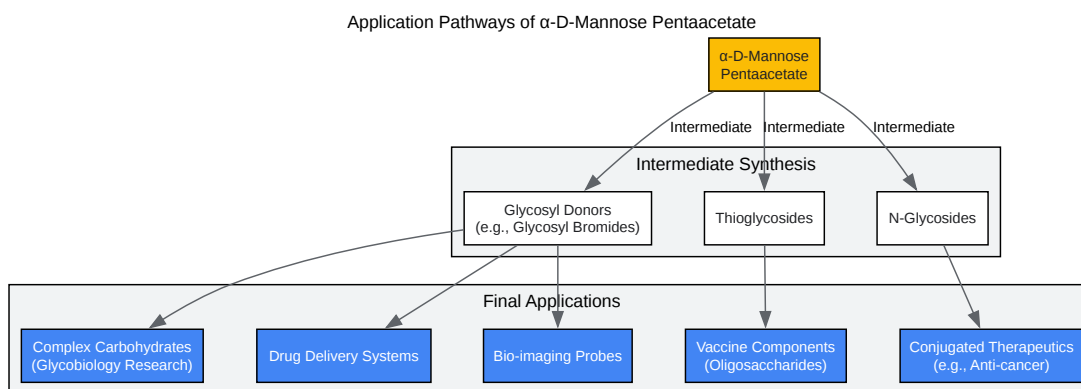 Application Pathways of α-D-Mannose Pentaacetate
α-D-Mannose
Pentaacetate
Intermediate
Intermediate
Intermediate
Intermediate Synthesis
Glycosyl Donors
(e.g., Glycosyl Bromides)
Thioglycosides
N-Glycosides
Final Applications
Complex Carbohydrates
(Glycobiology Research)
Drug Delivery Systems
Bio-imaging Probes
Vaccine Components
(Oligosaccharides)
Conjugated Therapeutics
(e.g., Anti-cancer)